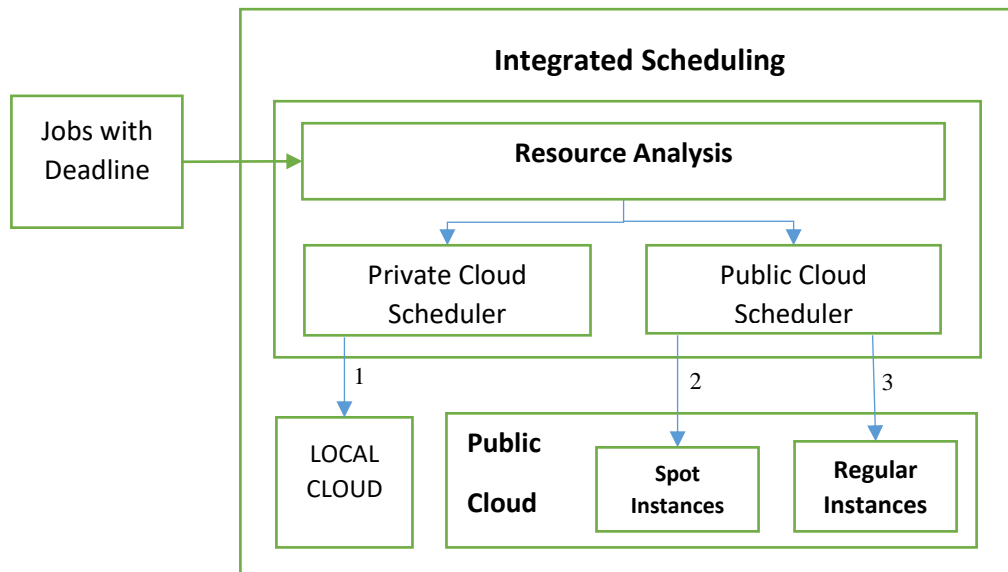 Integrated Scheduling
Jobs with
Deadline
Resource Analysis
Private Cloud
Scheduler
Public Cloud
Scheduler
1
2
3
LOCAL
CLOUD
Public
Cloud
Spot
Instances
Regular
Instances